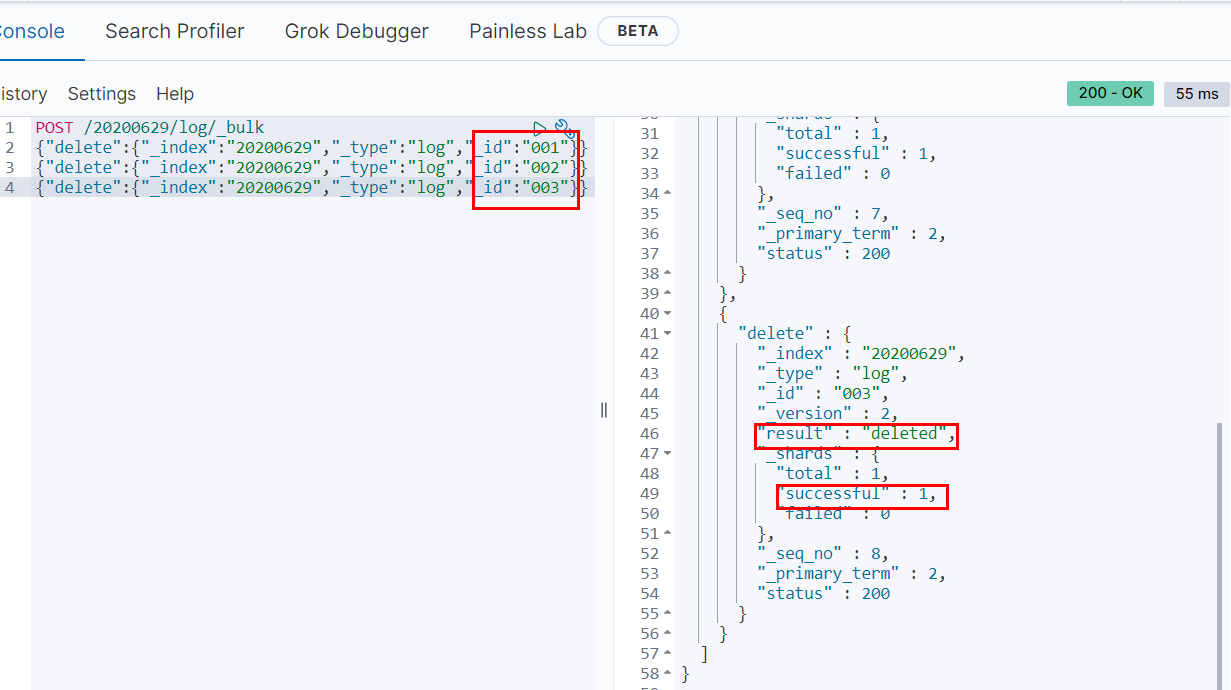 Console Search Profiler Grok Debugger Painless Lab BETA
istory Settings Help 200 - OK 55 ms
1 POST /20200629/log/_bulk
2 {"delete":{"_index":"20200629","_type":"log","_id":"001"}}
3 {"delete":{"_index":"20200629","_type":"log","_id":"002"}}
4 {"delete":{"_index":"20200629","_type":"log","_id":"003"}}
30 "_shards" : {
31 "total" : 1,
32 "successful" : 1,
33 "failed" : 0
34 },
35 "_seq_no" : 7,
36 "_primary_term" : 2,
37 "status" : 200
38 }
39 },
40 {
41 "delete" : {
42 "_index" : "20200629",
43 "_type" : "log",
44 "_id" : "003",
45 "_version" : 2,
46 "result" : "deleted",
47 "_shards" : {
48 "total" : 1,
49 "successful" : 1,
50 "failed" : 0
51 },
52 "_seq_no" : 8,
53 "_primary_term" : 2,
54 "status" : 200
55 }
56 }
57 ]
58 }